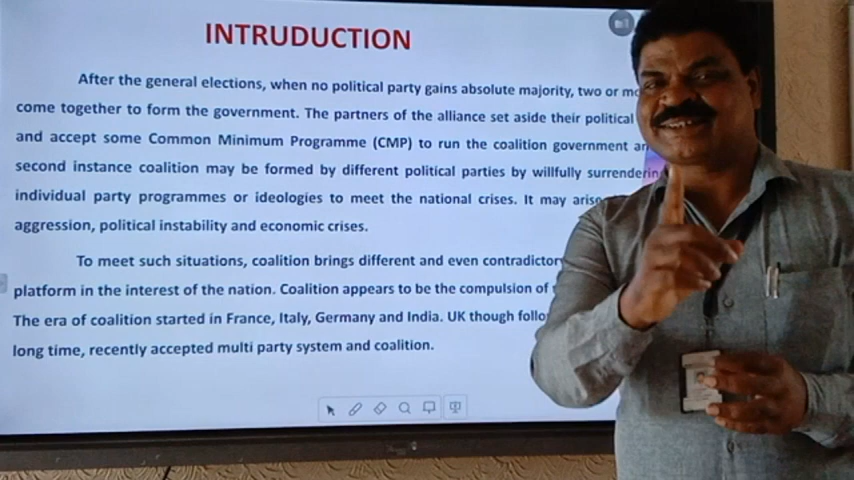 INTRUDUCTION
After the general elections, when no political party gains absolute majority, two or
come together to form the government. The partners of the alliance set aside their political
and accept some Common Minimum Programme (CMP) to run the coalition government
second instance coalition may be formed by different political parties by willfully surrendering
individual party programmes or ideologies to meet the national crises. It may arise
aggression, political instability and economic crises.
To meet such situations, coalition brings different and even contradictory
platform in the interest of the nation. Coalition appears to be the compulsion of
The era of coalition started in France, Italy, Germany and India. UK though
long time, recently accepted multi party system and coalition.